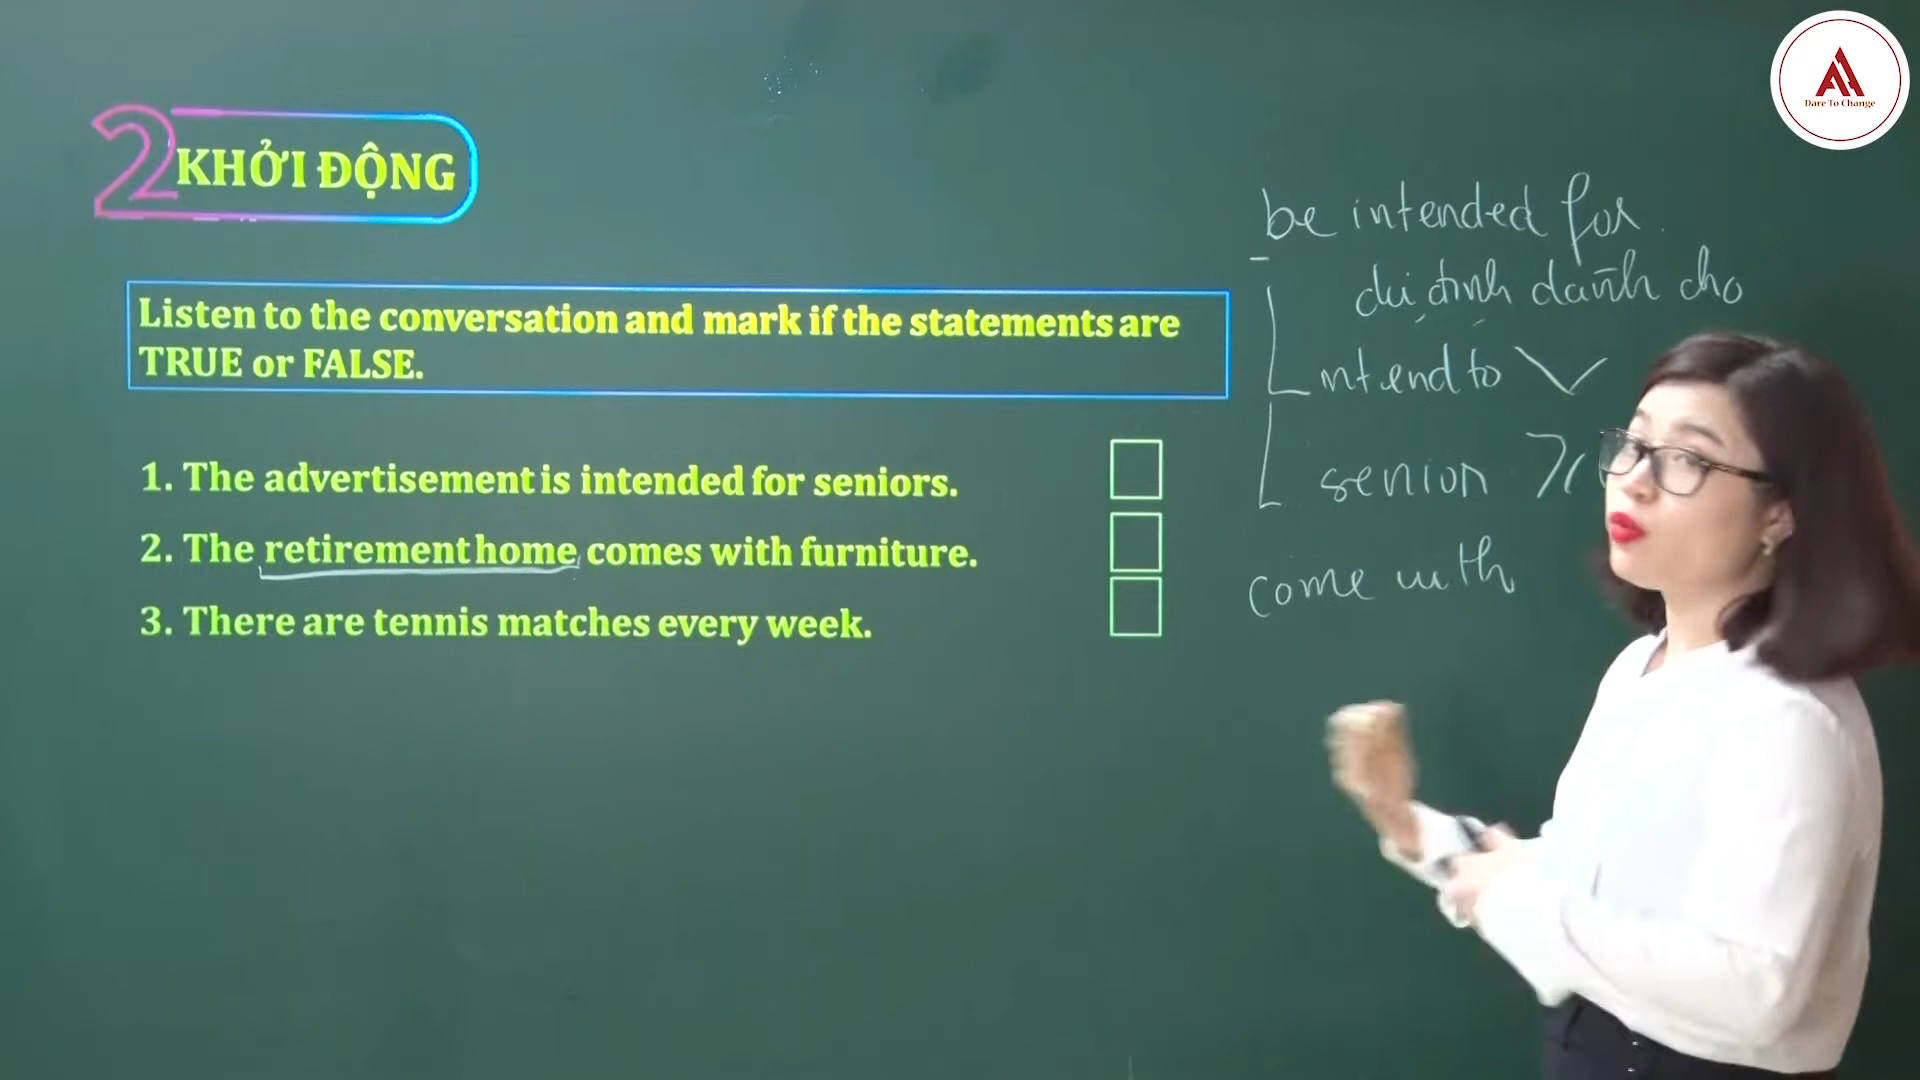 Dare To Change
2 KHỞI ĐỘNG
Listen to the conversation and mark if the statements are
TRUE or FALSE.
1. The advertisement is intended for seniors.
2. The retirement home comes with furniture.
3. There are tennis matches every week.
be intended for
dự định dành cho
intend to V
senior
come with